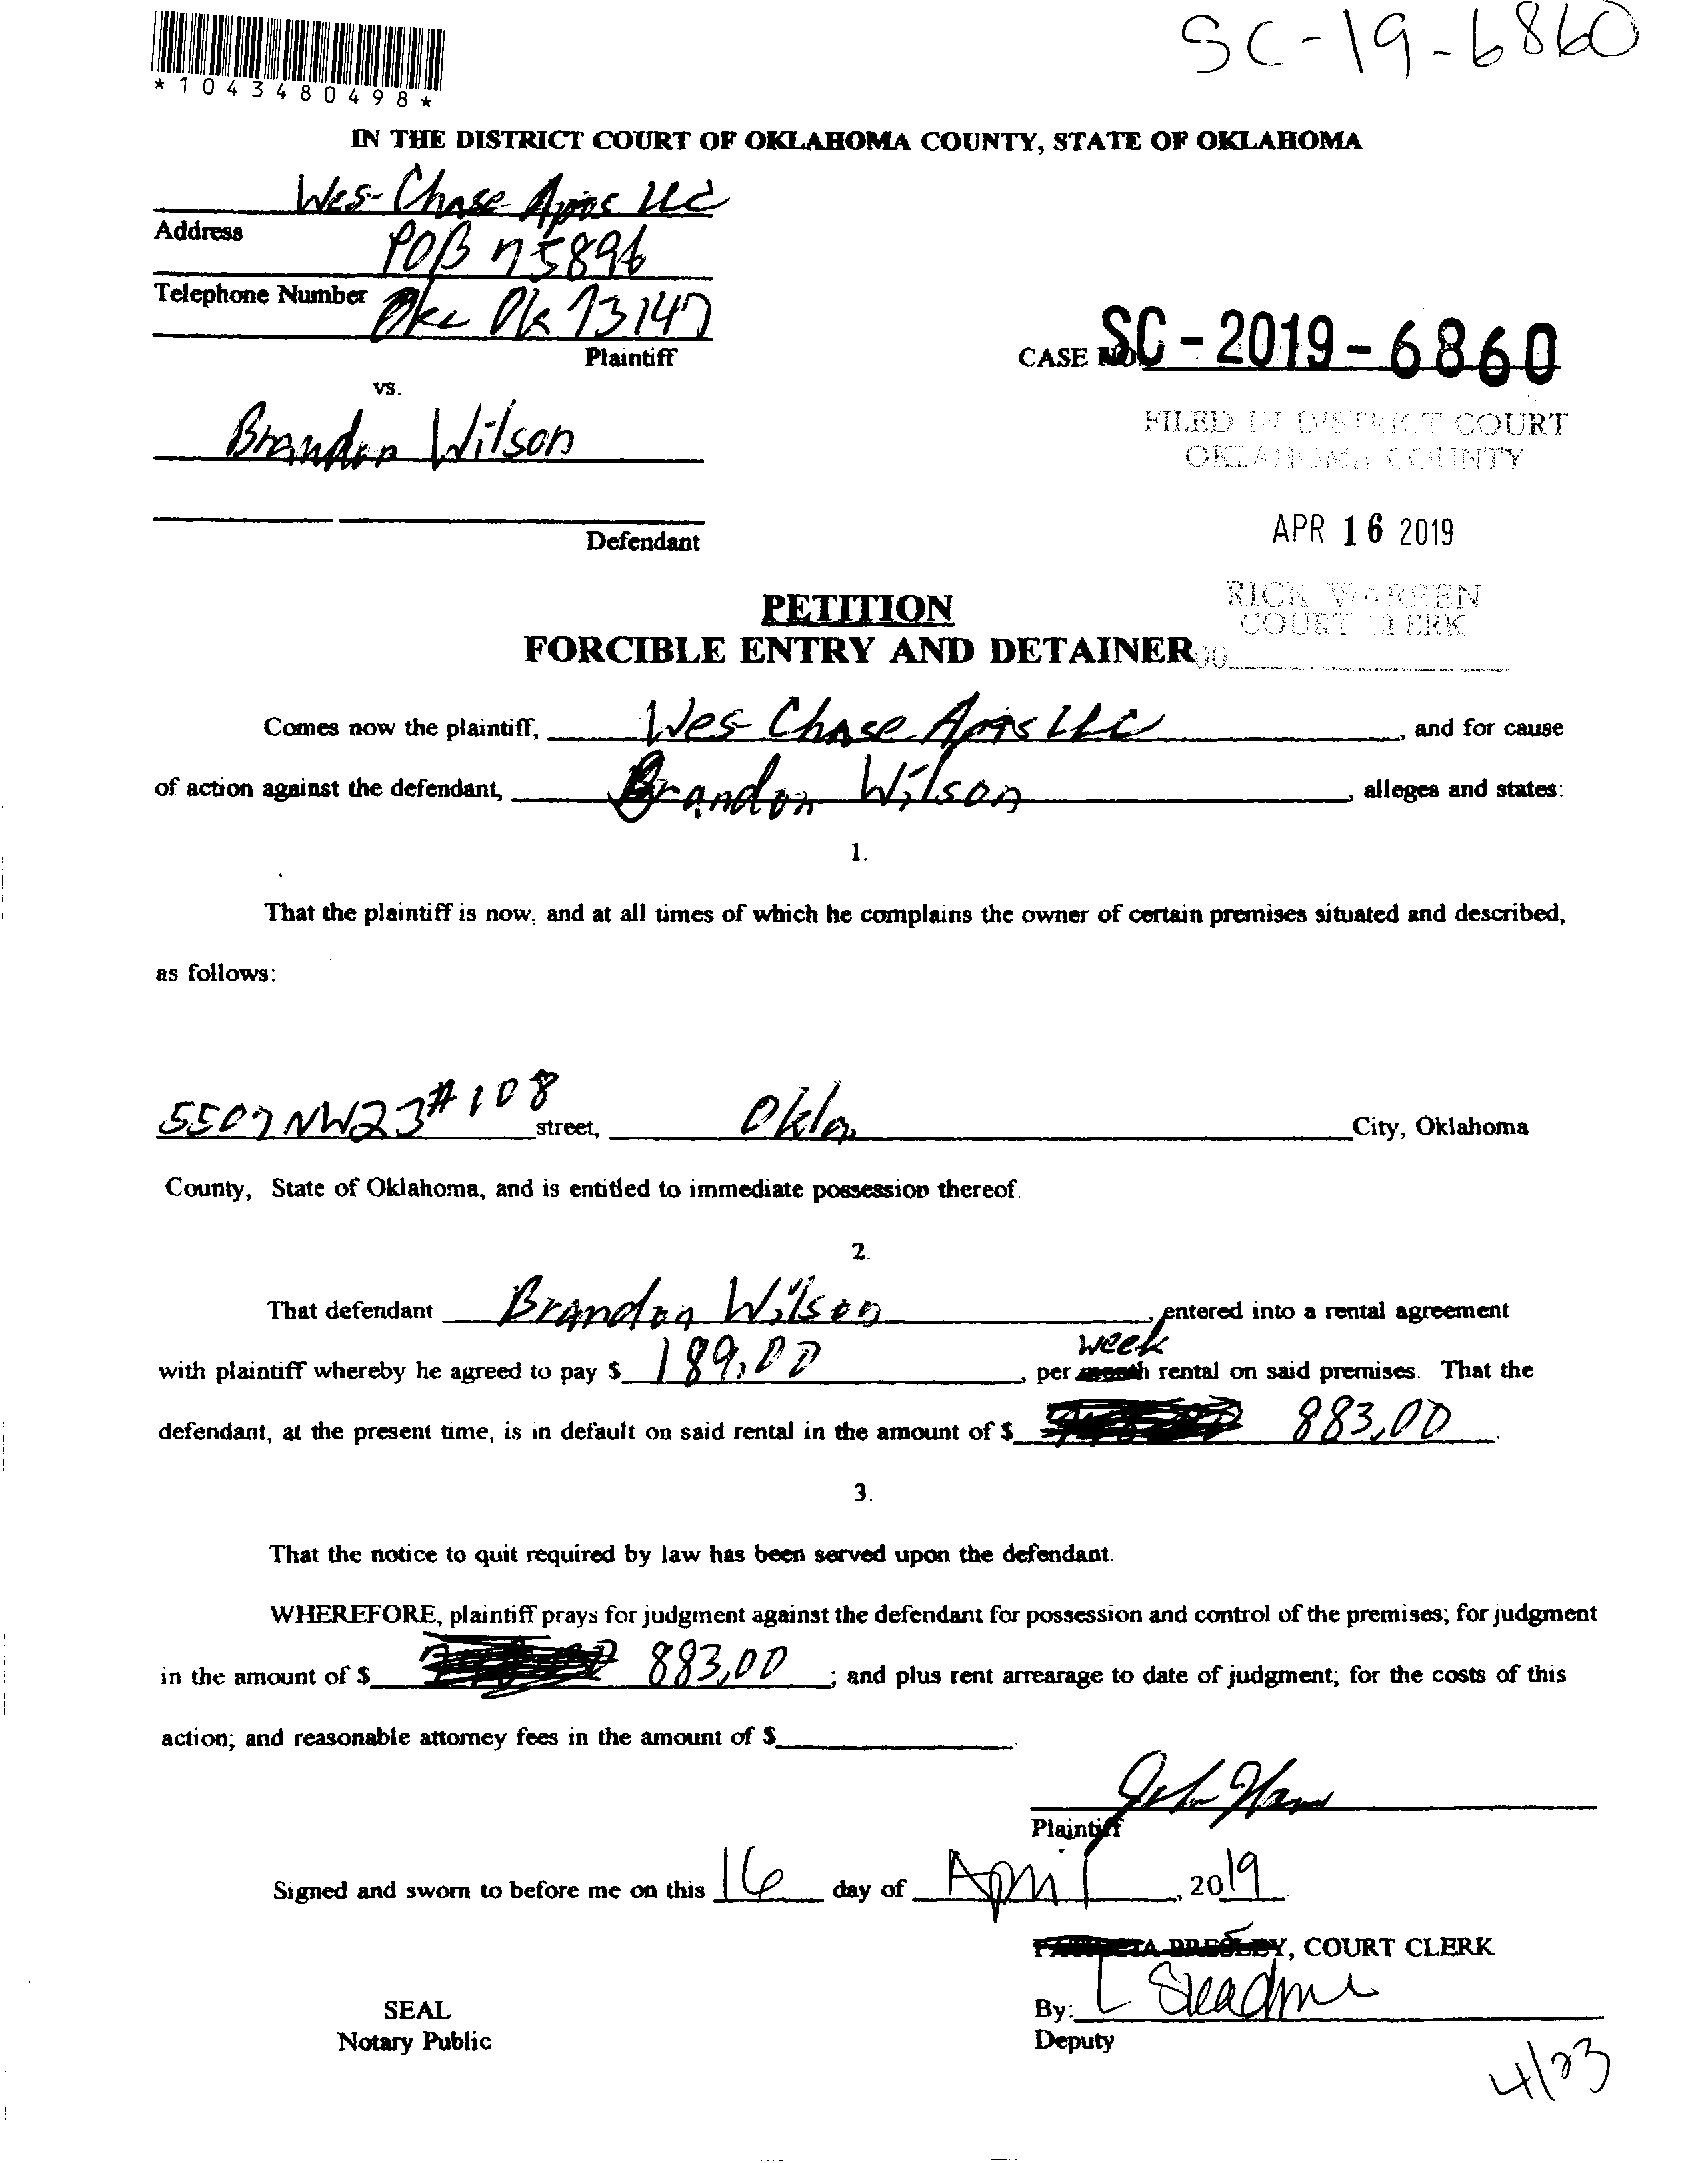 SC-19-6860
*1043480498*
IN THE DISTRICT COURT OF OKLAHOMA COUNTY, STATE OF OKLAHOMA
Wes-Chase Apts LLC
Address
POB 75896
Telephone Number
Okc Ok 73147
Plaintiff
CASE NO. SC-2019-6860
vs.
Brandon Wilson
FILED IN DISTRICT COURT
OKLAHOMA COUNTY
APR 16 2019
Defendant
RICK WARREN
COURT CLERK
PETITION
FORCIBLE ENTRY AND DETAINER
Comes now the plaintiff, Wes Chase Apts LLC, and for cause
of action against the defendant, Brandon Wilson, alleges and states:
1.
That the plaintiff is now, and at all times of which he complains the owner of certain premises situated and described,
as follows:
5507 NW23 #108 street, Okla City, Oklahoma
County, State of Oklahoma, and is entitled to immediate possession thereof.
2.
That defendant Brandon Wilson, entered into a rental agreement
week
with plaintiff whereby he agreed to pay $ 189.00, per month rental on said premises. That the
defendant, at the present time, is in default on said rental in the amount of $ 883.00.
3.
That the notice to quit required by law has been served upon the defendant.
WHEREFORE, plaintiff prays for judgment against the defendant for possession and control of the premises; for judgment
in the amount of $ 883.00; and plus rent arrearage to date of judgment; for the costs of this
action; and reasonable attorney fees in the amount of $
Plaintiff
Signed and sworn to before me on this 16 day of April, 2019
, COURT CLERK
SEAL
By:
Notary Public
Deputy
4/23